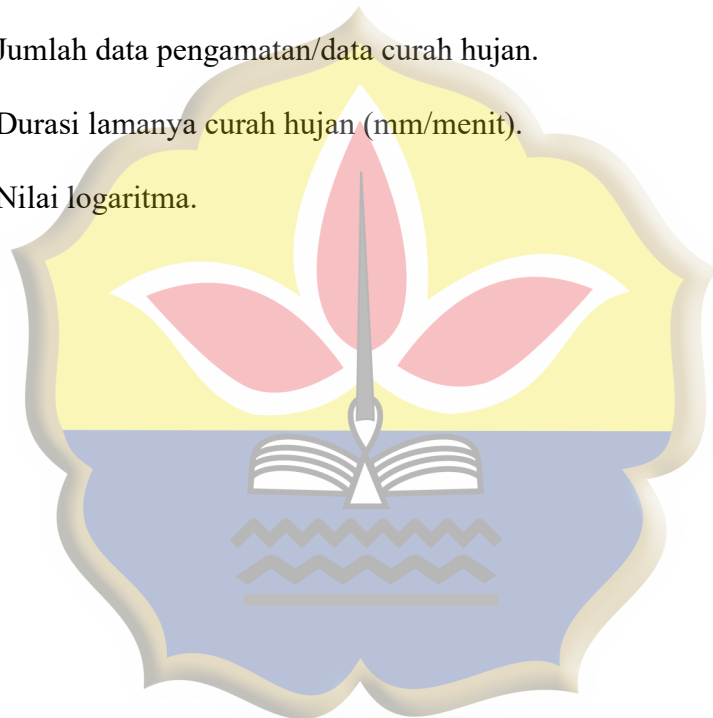 Jumlah data pengamatan/data curah hujan.
Durasi lamanya curah hujan (mm/menit).
Nilai logaritma.